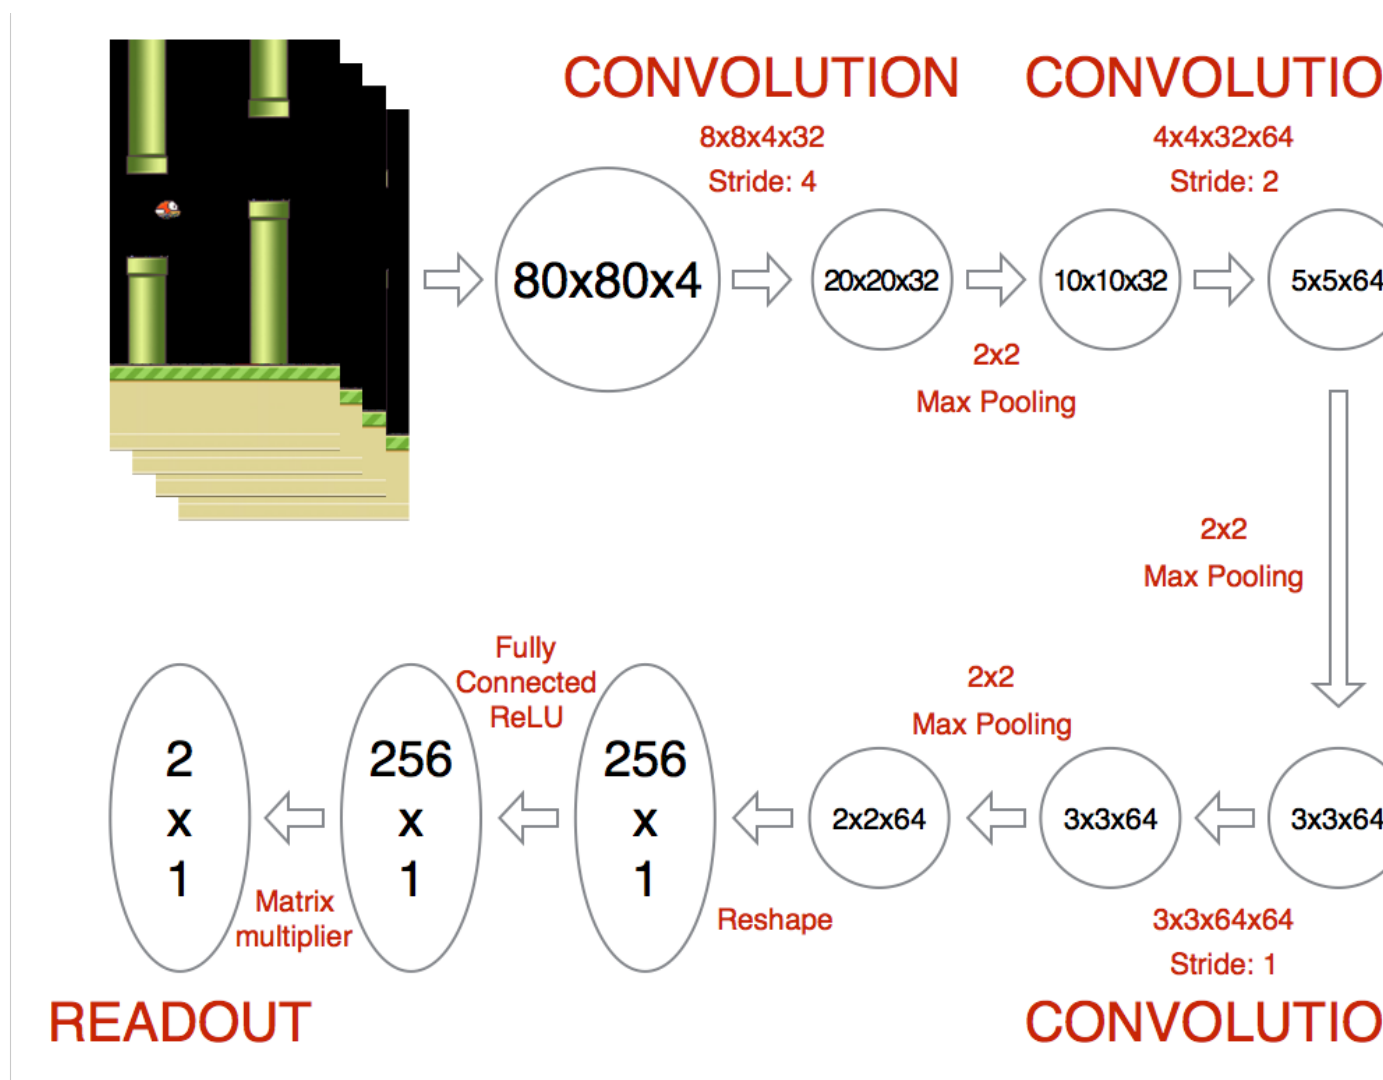 CONVOLUTION
8x8x4x32
Stride: 4
CONVOLUTIO
4x4x32x64
Stride: 2
80x80x4
20x20x32
10x10x32
5x5x64
2x2
Max Pooling
2x2
Max Pooling
3x3x64
3x3x64x64
Stride: 1
CONVOLUTIO
3x3x64
2x2
Max Pooling
2x2x64
Reshape
256
x
1
Fully
Connected
ReLU
256
x
1
Matrix
multiplier
2
x
1
READOUT